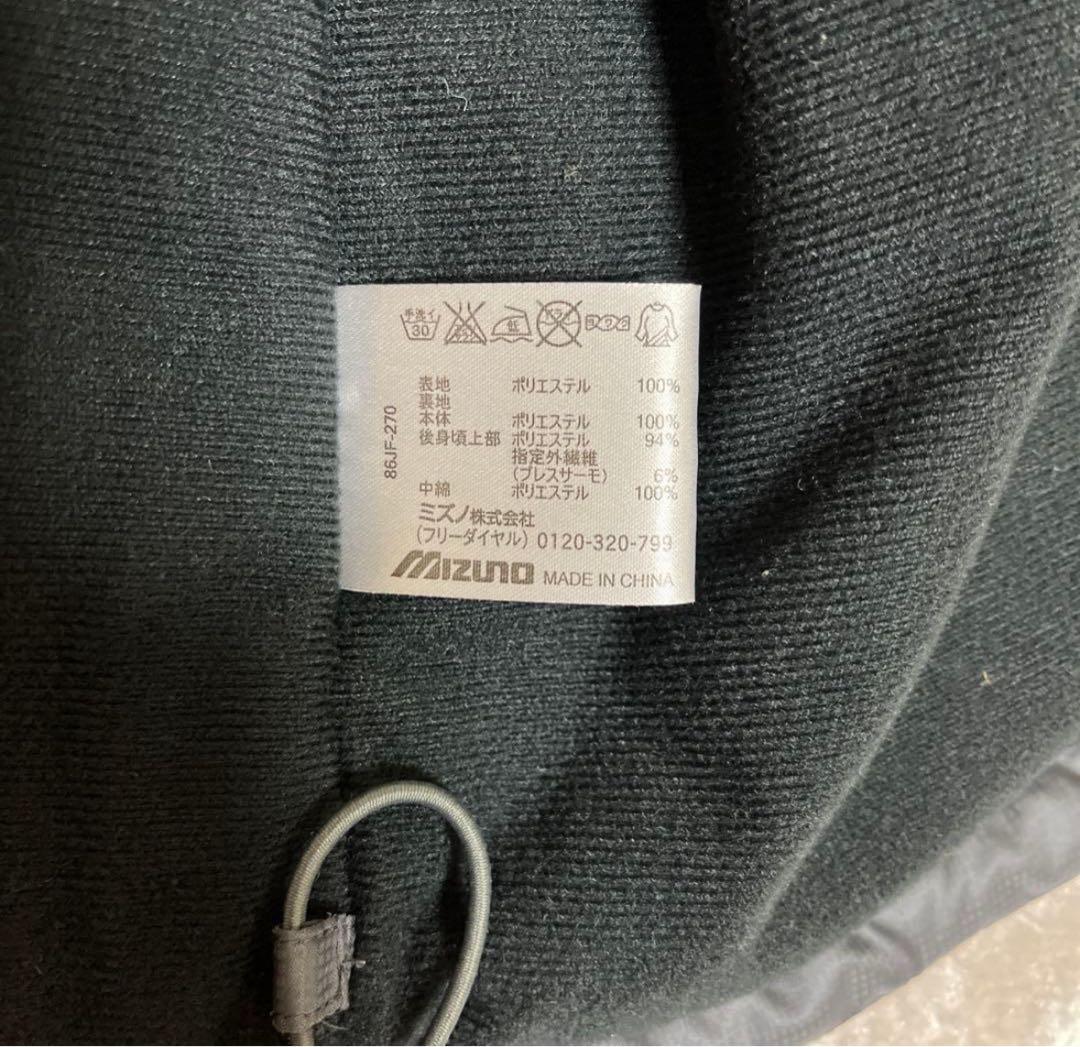 手洗イ
30
低
ヨワク
表地 ポリエステル 100%
裏地
本体 ポリエステル 100%
後身頃上部 ポリエステル 94%
指定外繊維
(ブレスサーモ) 6%
中綿 ポリエステル 100%
ミズノ株式会社
(フリーダイヤル) 0120-320-799
MIZUNO MADE IN CHINA
86JF-270